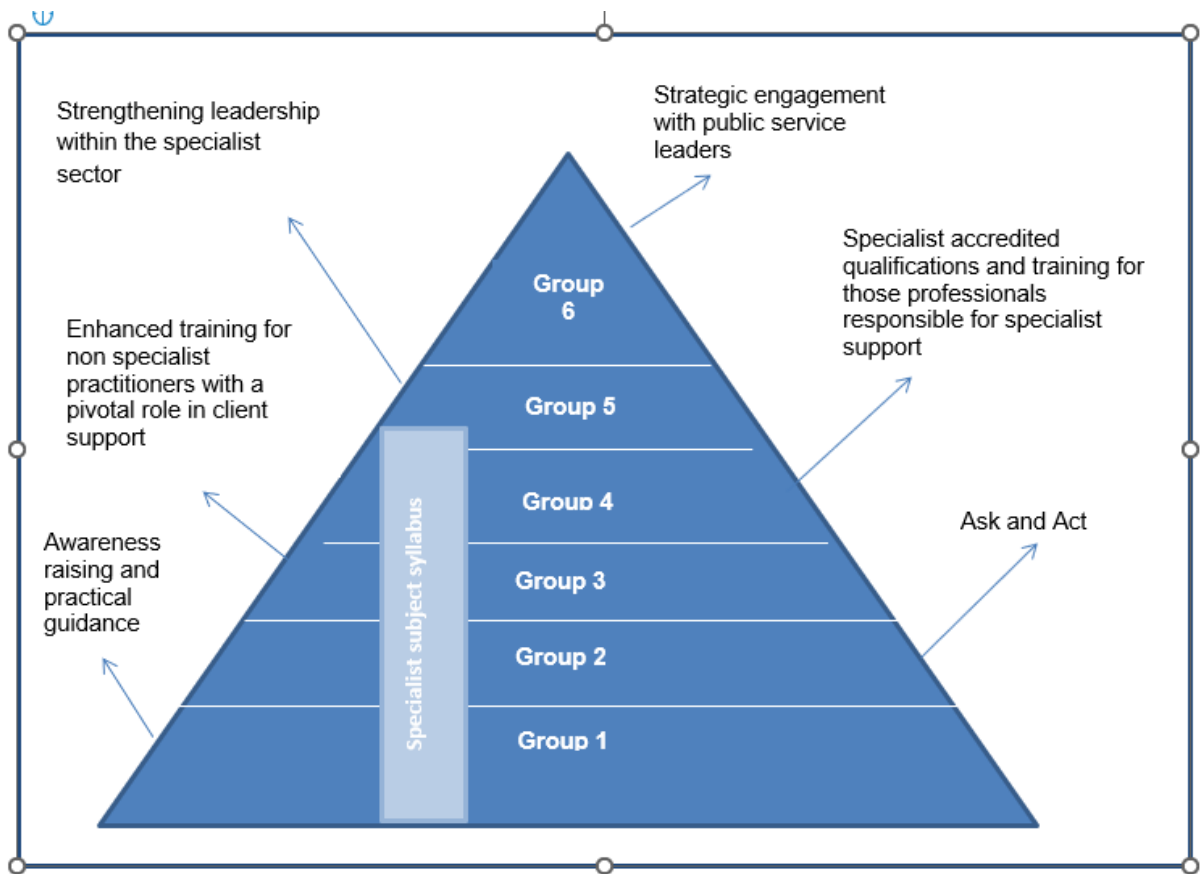 Strengthening leadership
within the specialist
sector
Strategic engagement
with public service
leaders
Specialist accredited
qualifications and training for
those professionals
responsible for specialist
support
Enhanced training for
non specialist
practitioners with a
pivotal role in client
support
Ask and Act
Awareness
raising and
practical
guidance
Group
6
Group 5
Group 4
Group 3
Group 2
Group 1
Specialist subject syllabus